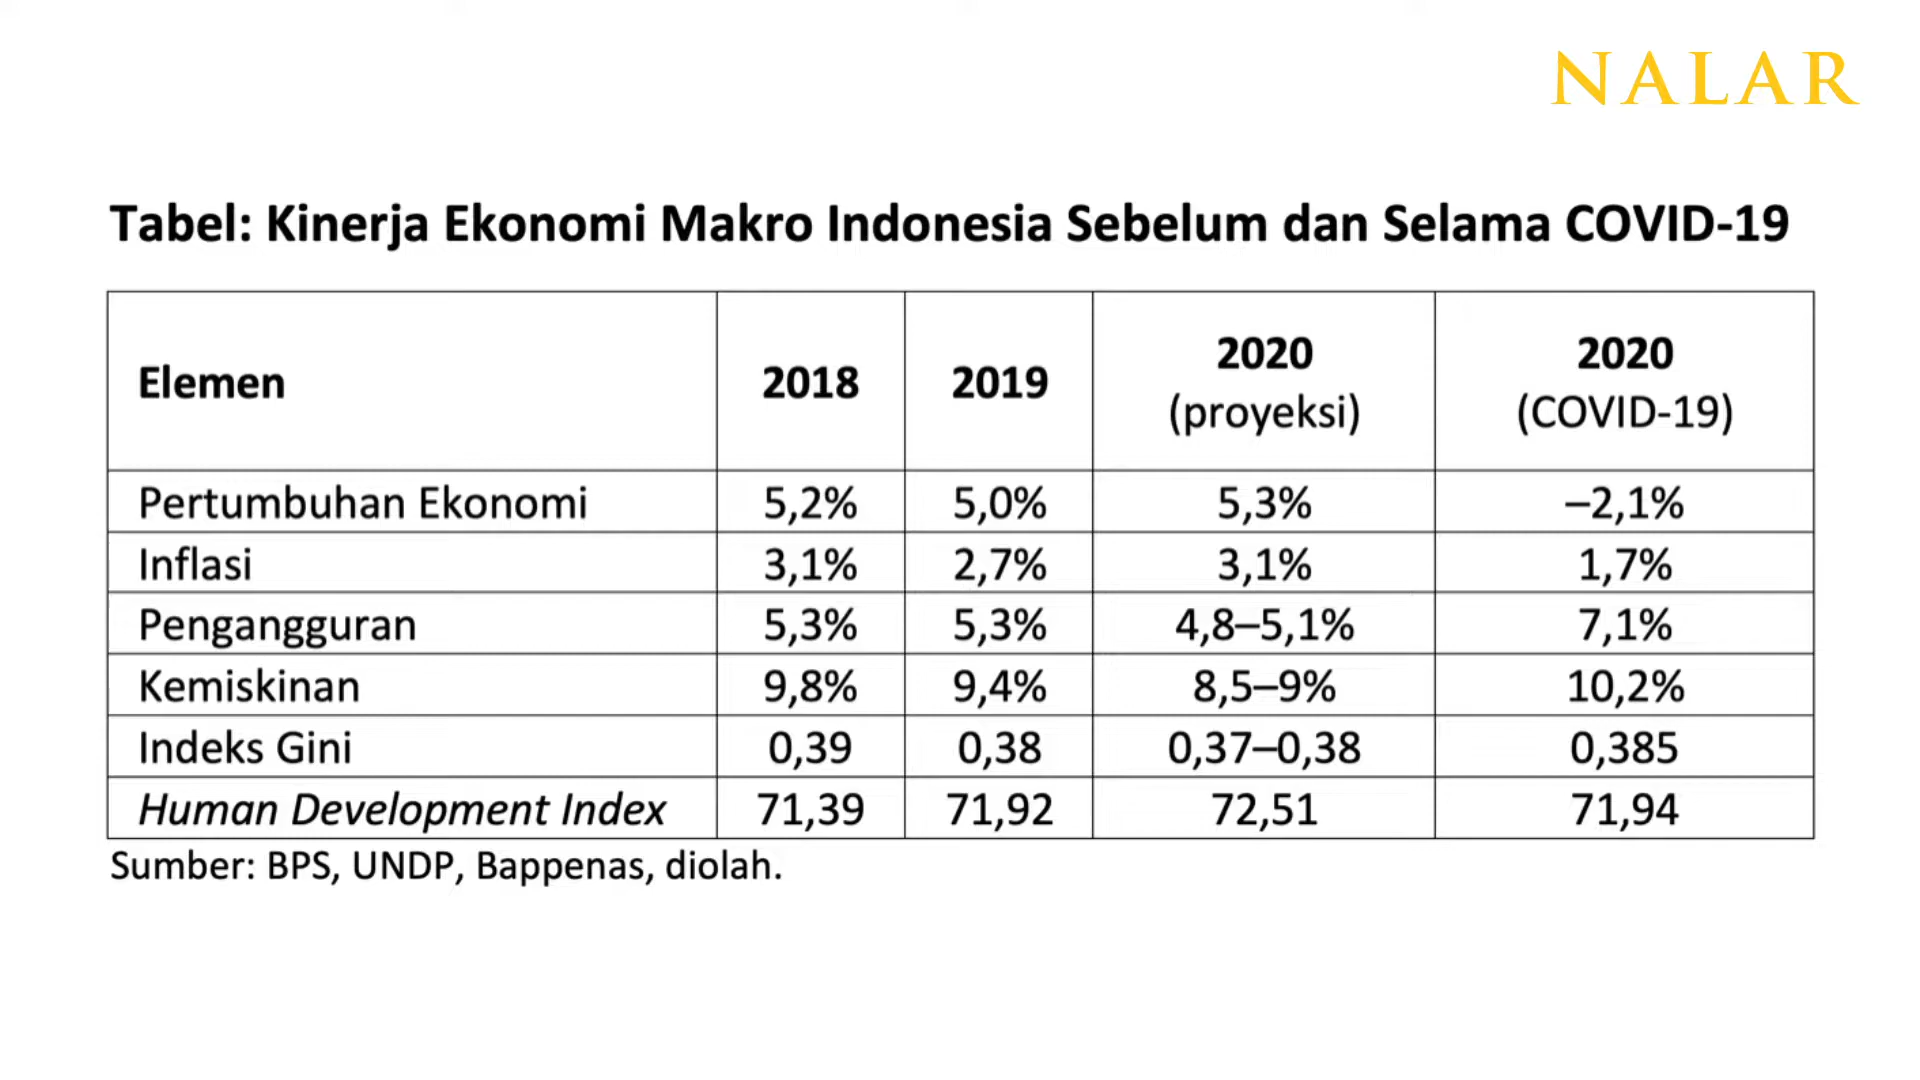 NALAR
Tabel: Kinerja Ekonomi Makro Indonesia Sebelum dan Selama COVID-19
Elemen 2018 2019 2020 (proyeksi) 2020 (COVID-19)
Pertumbuhan Ekonomi 5,2% 5,0% 5,3% –2,1%
Inflasi 3,1% 2,7% 3,1% 1,7%
Pengangguran 5,3% 5,3% 4,8–5,1% 7,1%
Kemiskinan 9,8% 9,4% 8,5–9% 10,2%
Indeks Gini 0,39 0,38 0,37–0,38 0,385
Human Development Index 71,39 71,92 72,51 71,94
Sumber: BPS, UNDP, Bappenas, diolah.